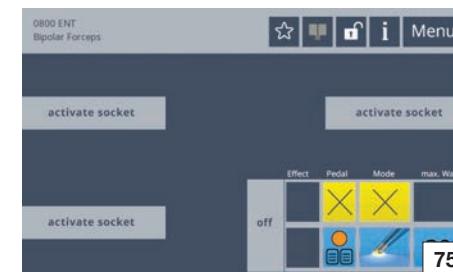 0800 ENT
Bipolar Forceps
i Menu
activate socket
activate socket
Effect Pedal Mode
activate socket
off
75